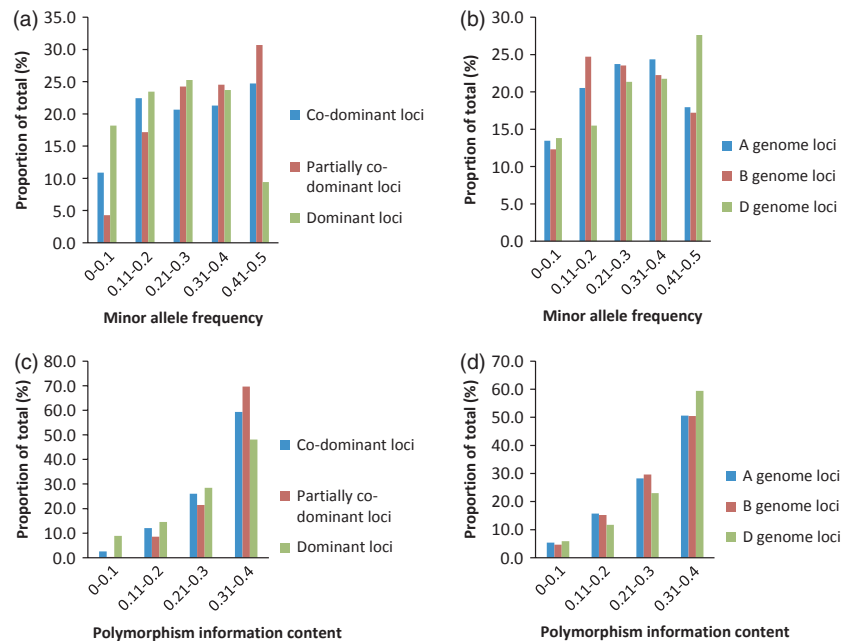 (a)
35.0
30.0
25.0
20.0
15.0
10.0
5.0
0.0
Proportion of total (%)
0-0.1
0.11-0.2
0.21-0.3
0.31-0.4
0.41-0.5
Minor allele frequency
Co-dominant loci
Partially co-
dominant loci
Dominant loci
(b)
30.0
25.0
20.0
15.0
10.0
5.0
0.0
Proportion of total (%)
0-0.1
0.11-0.2
0.21-0.3
0.31-0.4
0.41-0.5
Minor allele frequency
A genome loci
B genome loci
D genome loci
(c)
80.0
70.0
60.0
50.0
40.0
30.0
20.0
10.0
0.0
Proportion of total (%)
0-0.1
0.11-0.2
0.21-0.3
0.31-0.4
Polymorphism information content
Co-dominant loci
Partially co-
dominant loci
Dominant loci
(d)
70.0
60.0
50.0
40.0
30.0
20.0
10.0
0.0
Proportion of total (%)
0-0.1
0.11-0.2
0.21-0.3
0.31-0.4
Polymorphism information content
A genome loci
B genome loci
D genome loci